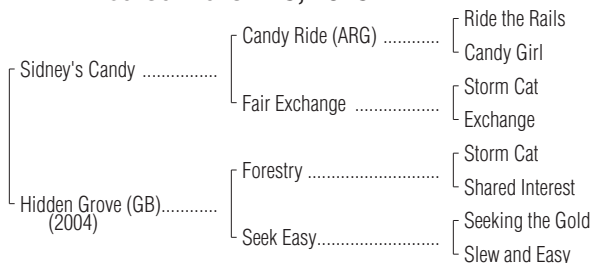 Ride the Rails
Candy Ride (ARG) ............
Candy Girl
Sidney's Candy ................
Storm Cat
Fair Exchange ..................
Exchange
Storm Cat
Forestry ............................
Shared Interest
Hidden Grove (GB)............
(2004)
Seeking the Gold
Seek Easy..........................
Slew and Easy